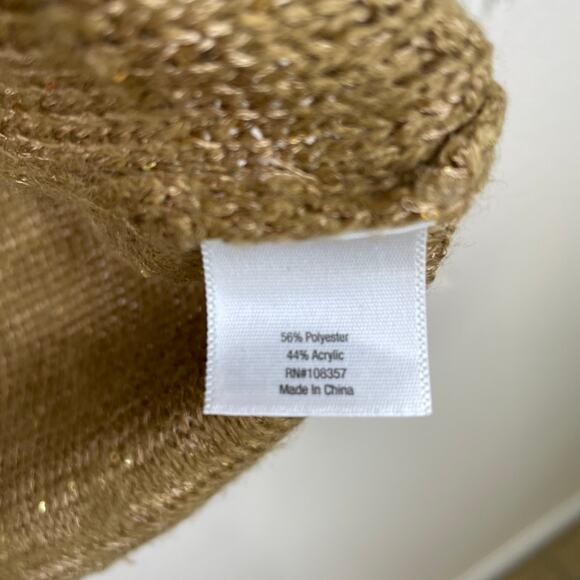 56% Polyester
44% Acrylic
RN#108357
Made In China